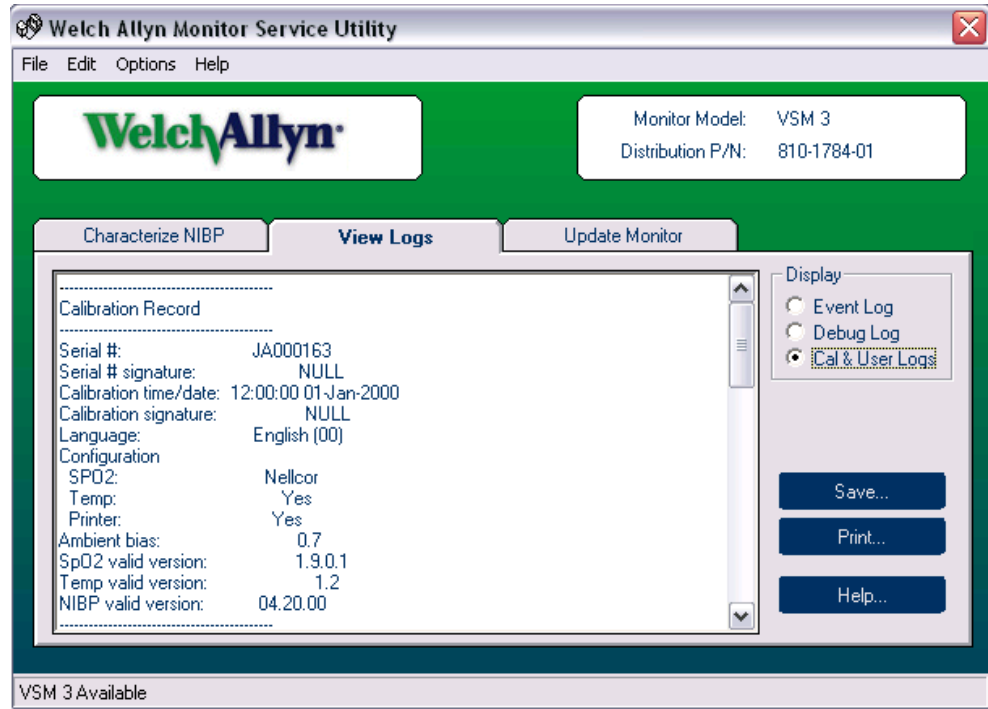 Welch Allyn Monitor Service Utility
File Edit Options Help
WelchAllyn
Monitor Model: VSM 3
Distribution P/N: 810-1784-01
Characterize NIBP View Logs Update Monitor
-------------------------------------------
Calibration Record
-------------------------------------------
Serial #: JA000163
Serial # signature: NULL
Calibration time/date: 12:00:00 01-Jan-2000
Calibration signature: NULL
Language: English (00)
Configuration
SPO2: Nellcor
Temp: Yes
Printer: Yes
Ambient bias: 0.7
SpO2 valid version: 1.9.0.1
Temp valid version: 1.2
NIBP valid version: 04.20.00
-------------------------------------------
Display
Event Log
Debug Log
Cal & User Logs
Save...
Print...
Help...
VSM 3 Available